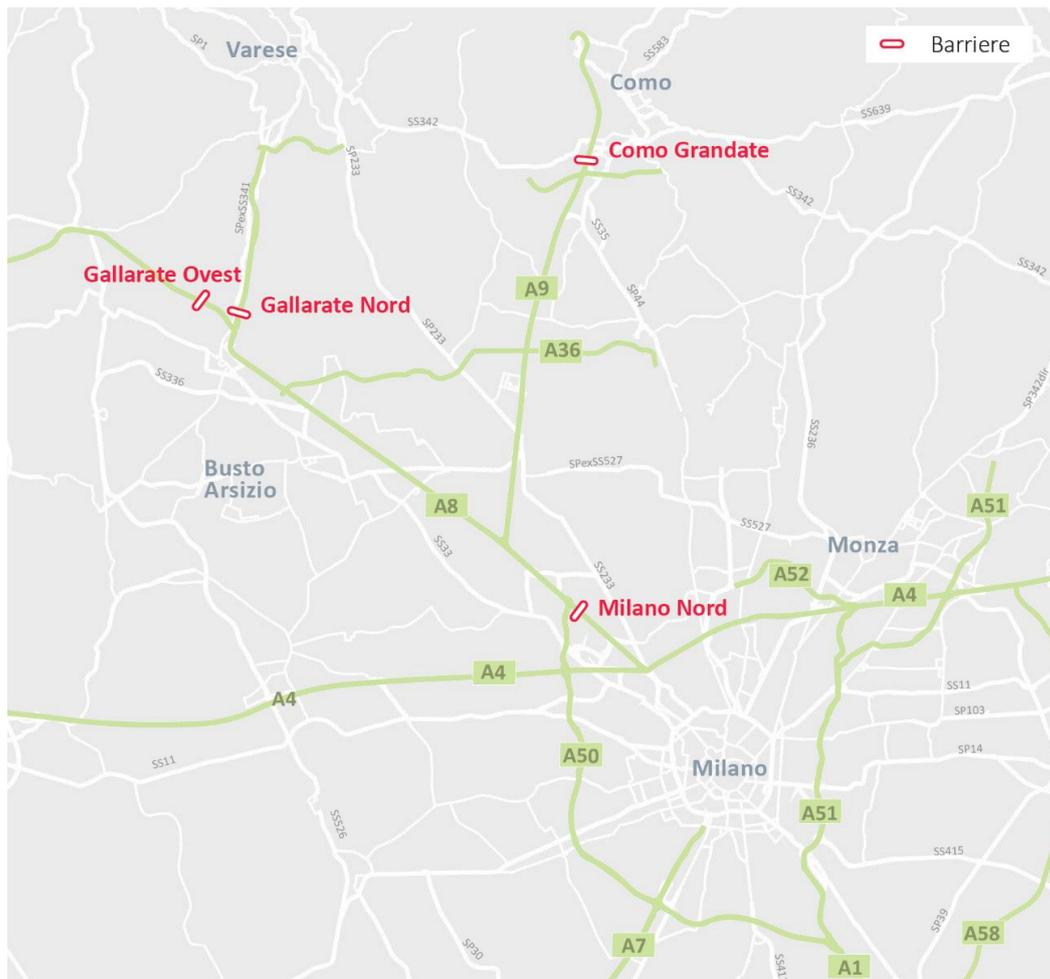 SP1
Varese
SS583
Barriere
Como
SS639
SS342
Como Grandate
SP233
SS342
SPexSS341
SS35
Gallarate Ovest
SS342
A9
Gallarate Nord
SP44
SP233
A36
SS336
SP342dir
SS236
Busto
Arsizio
SPexSS527
A8
A51
SS527
SS33
Monza
SS233
A52
A4
Milano Nord
A4
SS11
A4
SP103
SS11
A50
SP14
Milano
A51
SS526
SS415
SP39
A7
A58
SP30
A1